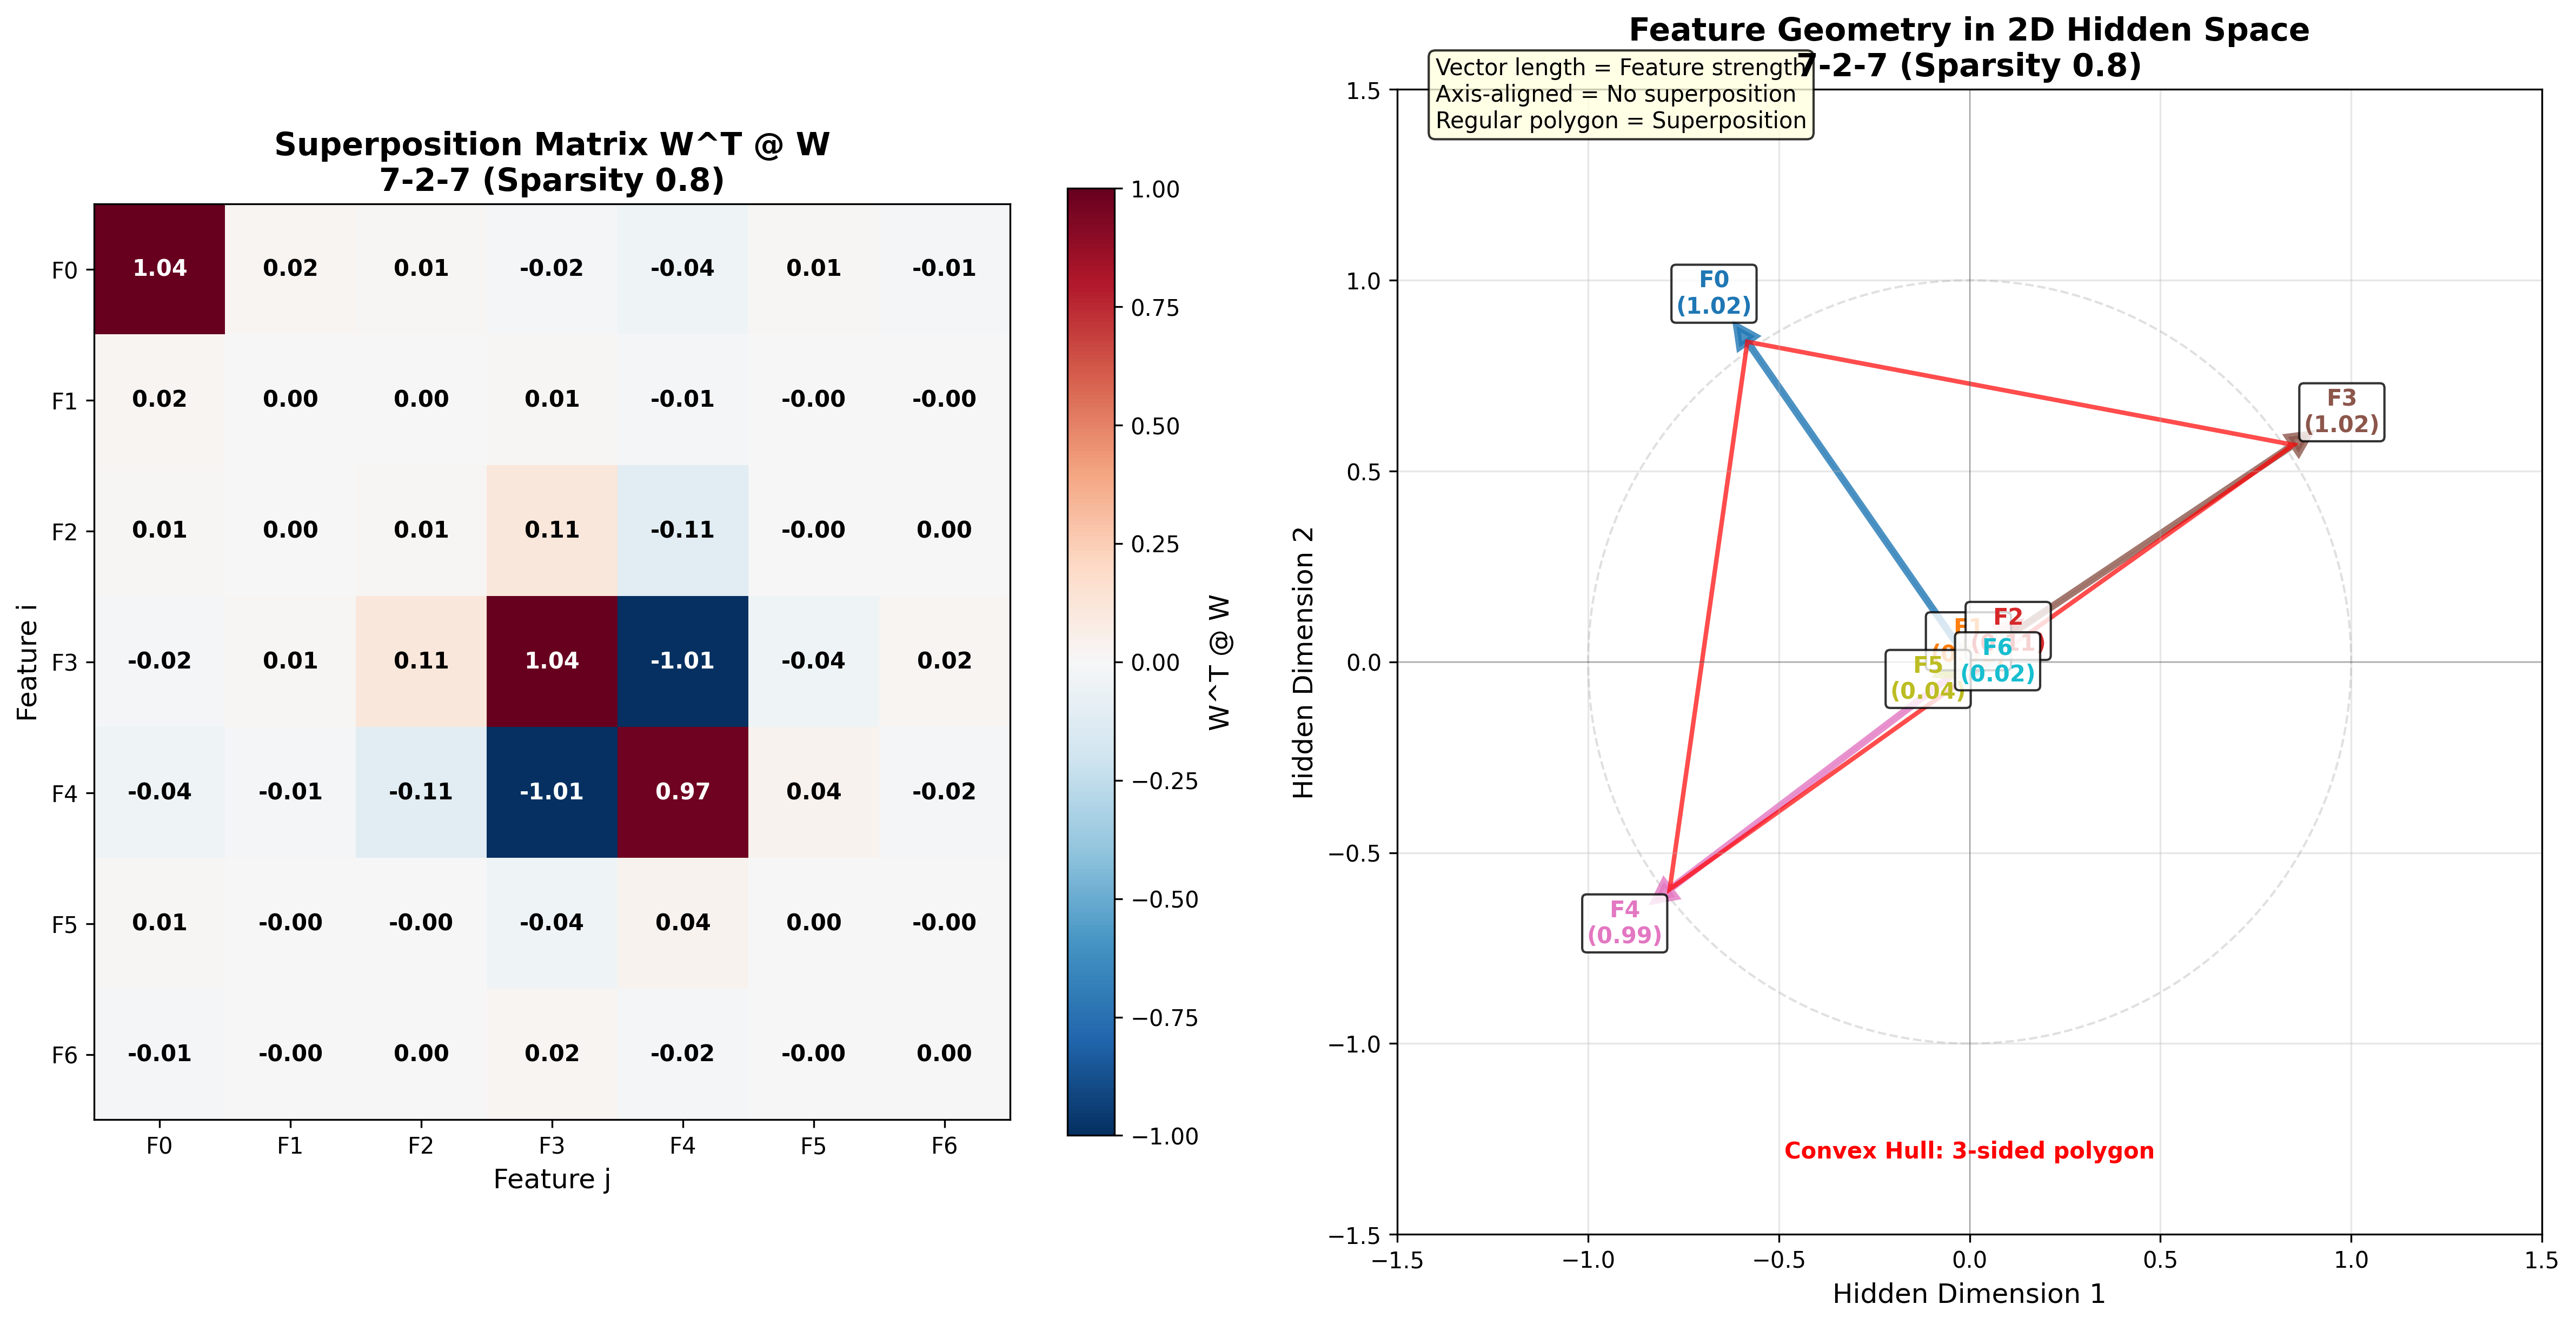 Superposition Matrix W^T @ W
7-2-7 (Sparsity 0.8)
Feature i
F0 1.04 0.02 0.01 -0.02 -0.04 0.01 -0.01
F1 0.02 0.00 0.00 0.01 -0.01 -0.00 -0.00
F2 0.01 0.00 0.01 0.11 -0.11 -0.00 0.00
F3 -0.02 0.01 0.11 1.04 -1.01 -0.04 0.02
F4 -0.04 -0.01 -0.11 -1.01 0.97 0.04 -0.02
F5 0.01 -0.00 -0.00 -0.04 0.04 0.00 -0.00
F6 -0.01 -0.00 0.00 0.02 -0.02 -0.00 0.00
F0 F1 F2 F3 F4 F5 F6
Feature j
1.00
0.75
0.50
0.25
0.00
−0.25
−0.50
−0.75
−1.00
W^T @ W
Feature Geometry in 2D Hidden Space
7-2-7 (Sparsity 0.8)
Vector length = Feature strength
Axis-aligned = No superposition
Regular polygon = Superposition
Hidden Dimension 2
1.5
1.0
0.5
0.0
−0.5
−1.0
−1.5
F0
(1.02)
F3
(1.02)
F2
F6
(0.02)
F5
(0.04)
F4
(0.99)
Convex Hull: 3-sided polygon
−1.5 −1.0 −0.5 0.0 0.5 1.0 1.5
Hidden Dimension 1